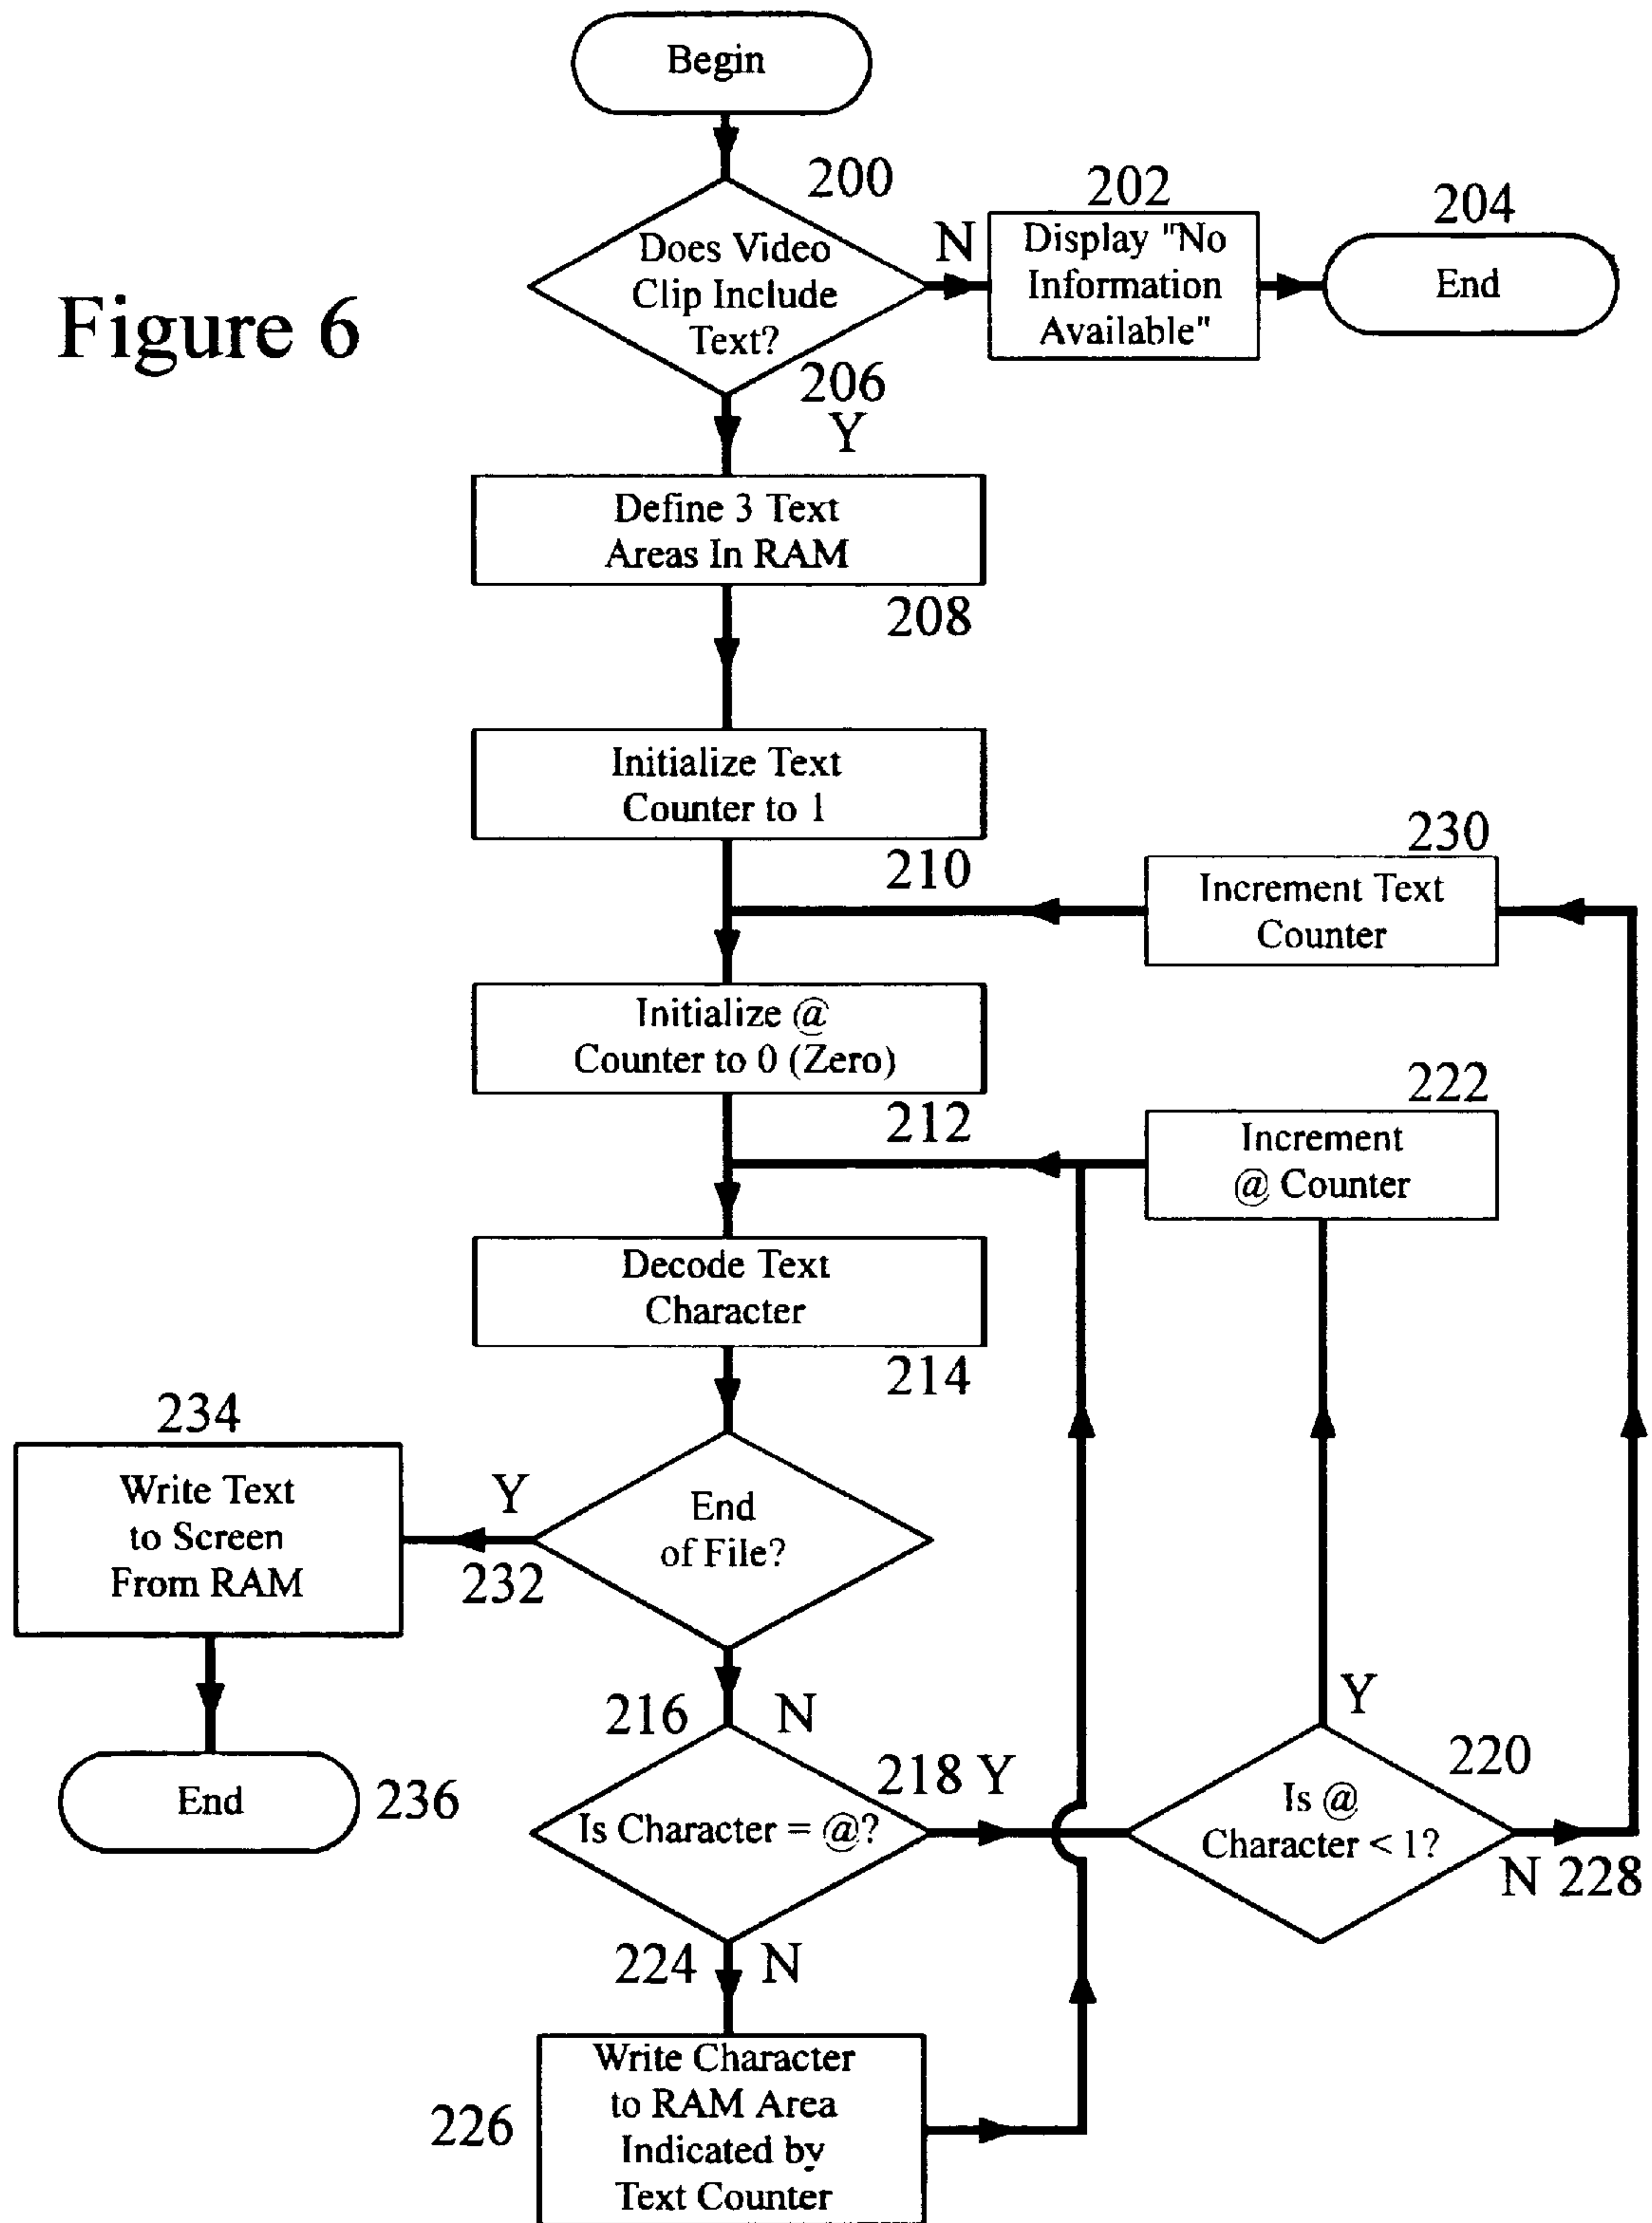 Begin
200
Does Video
Clip Include
Text?
N
202
Display "No
Information
Available"
204
End
Figure 6
206
Y
Define 3 Text
Areas In RAM
208
Initialize Text
Counter to 1
210
230
Increment Text
Counter
Initialize @
Counter to 0 (Zero)
212
222
Increment
@ Counter
Decode Text
Character
214
234
Write Text
to Screen
From RAM
Y
232
End
of File?
216
N
End
236
Is Character = @?
218 Y
Y
220
Is @
Character < 1?
N 228
224
N
226
Write Character
to RAM Area
Indicated by
Text Counter